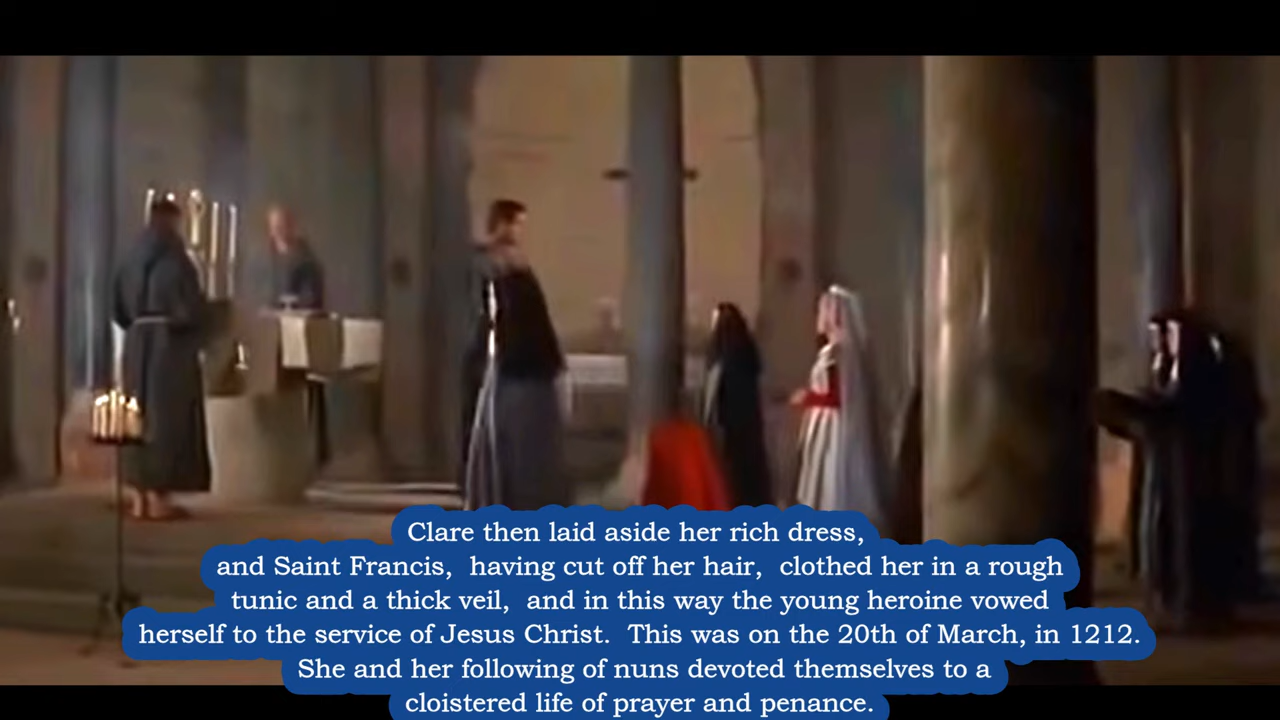 Clare then laid aside her rich dress,
and Saint Francis,  having cut off her hair,  clothed her in a rough
tunic and a thick veil,  and in this way the young heroine vowed
herself to the service of Jesus Christ.  This was on the 20th of March, in 1212.
She and her following of nuns devoted themselves to a
cloistered life of prayer and penance.